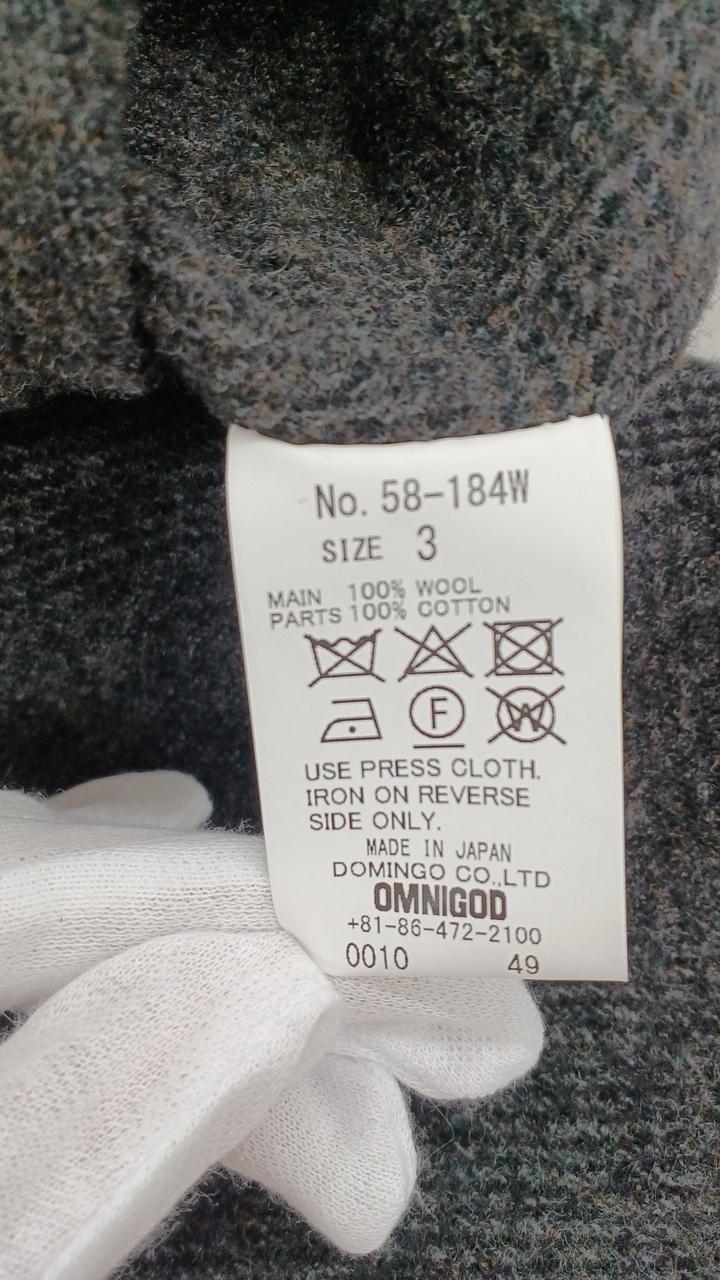 No. 58-184W
SIZE 3
MAIN 100% WOOL
PARTS 100% COTTON
F W
USE PRESS CLOTH.
IRON ON REVERSE
SIDE ONLY.
MADE IN JAPAN
DOMINGO CO.,LTD
OMNIGOD
+81-86-472-2100
0010 49